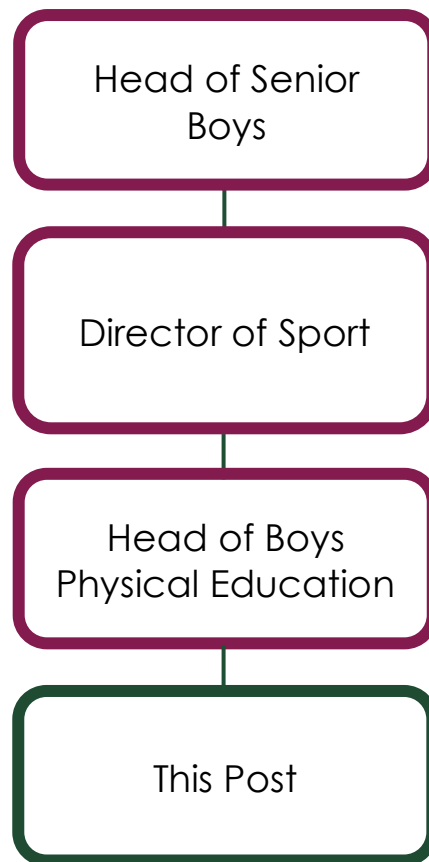 Head of Senior
Boys
Director of Sport
Head of Boys
Physical Education
This Post